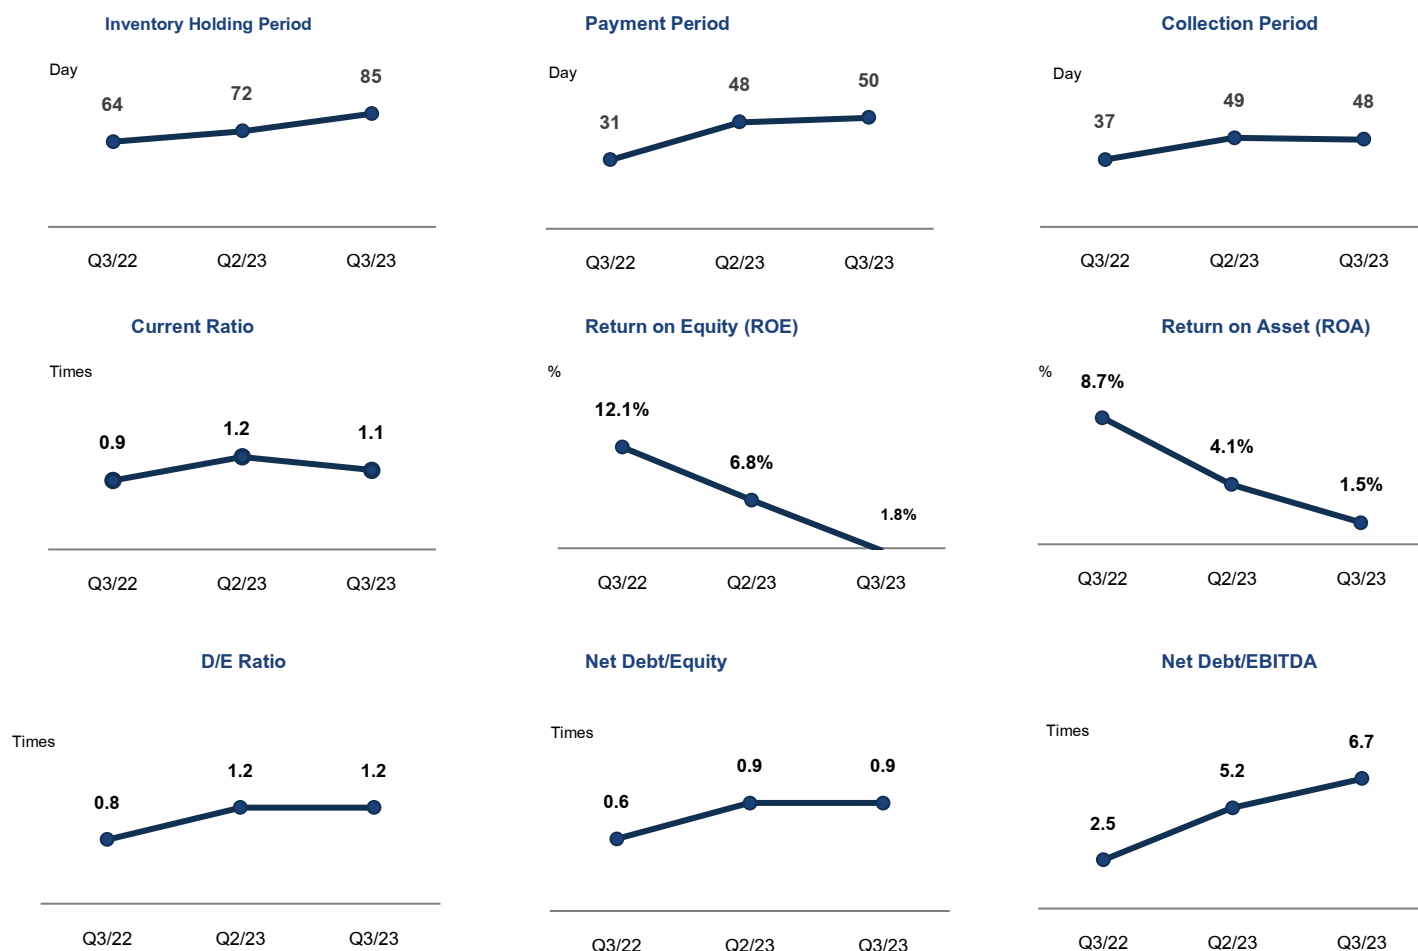 Inventory Holding Period
Day
64
72
85
Q3/22
Q2/23
Q3/23
Payment Period
Day
31
48
50
Q3/22
Q2/23
Q3/23
Collection Period
Day
37
49
48
Q3/22
Q2/23
Q3/23
Current Ratio
Times
0.9
1.2
1.1
Q3/22
Q2/23
Q3/23
Return on Equity (ROE)
%
12.1%
6.8%
1.8%
Q3/22
Q2/23
Q3/23
Return on Asset (ROA)
%
8.7%
4.1%
1.5%
Q3/22
Q2/23
Q3/23
D/E Ratio
Times
0.8
1.2
1.2
Q3/22
Q2/23
Q3/23
Net Debt/Equity
Times
0.6
0.9
0.9
Q3/22
Q2/23
Q3/23
Net Debt/EBITDA
Times
2.5
5.2
6.7
Q3/22
Q2/23
Q3/23